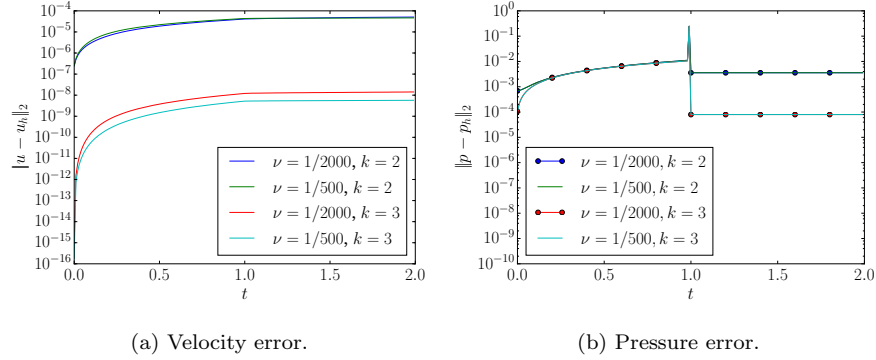 10⁻⁴
10⁻⁵
10⁻⁶
10⁻⁷
10⁻⁸
10⁻⁹
10⁻¹⁰
10⁻¹¹
10⁻¹²
10⁻¹³
10⁻¹⁴
10⁻¹⁵
10⁻¹⁶
‖u − u_h‖₂
ν = 1/2000, k = 2
ν = 1/500, k = 2
ν = 1/2000, k = 3
ν = 1/500, k = 3
0.0 0.5 1.0 1.5 2.0
t
(a) Velocity error.
10⁰
10⁻¹
10⁻²
10⁻³
10⁻⁴
10⁻⁵
10⁻⁶
10⁻⁷
10⁻⁸
10⁻⁹
10⁻¹⁰
‖p − p_h‖₂
ν = 1/2000, k = 2
ν = 1/500, k = 2
ν = 1/2000, k = 3
ν = 1/500, k = 3
0.0 0.5 1.0 1.5 2.0
t
(b) Pressure error.